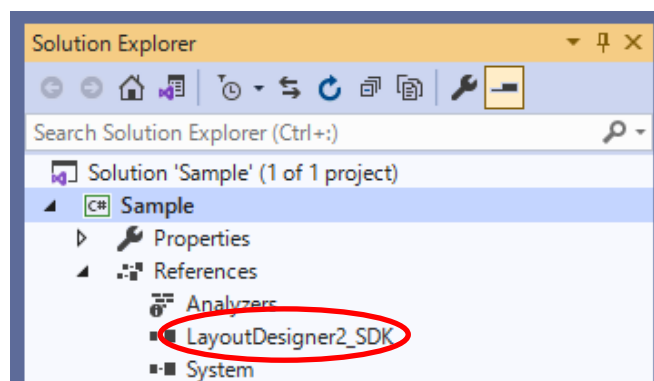 Solution Explorer
Search Solution Explorer (Ctrl+:)
Solution 'Sample' (1 of 1 project)
C# Sample
Properties
References
Analyzers
LayoutDesigner2_SDK
System